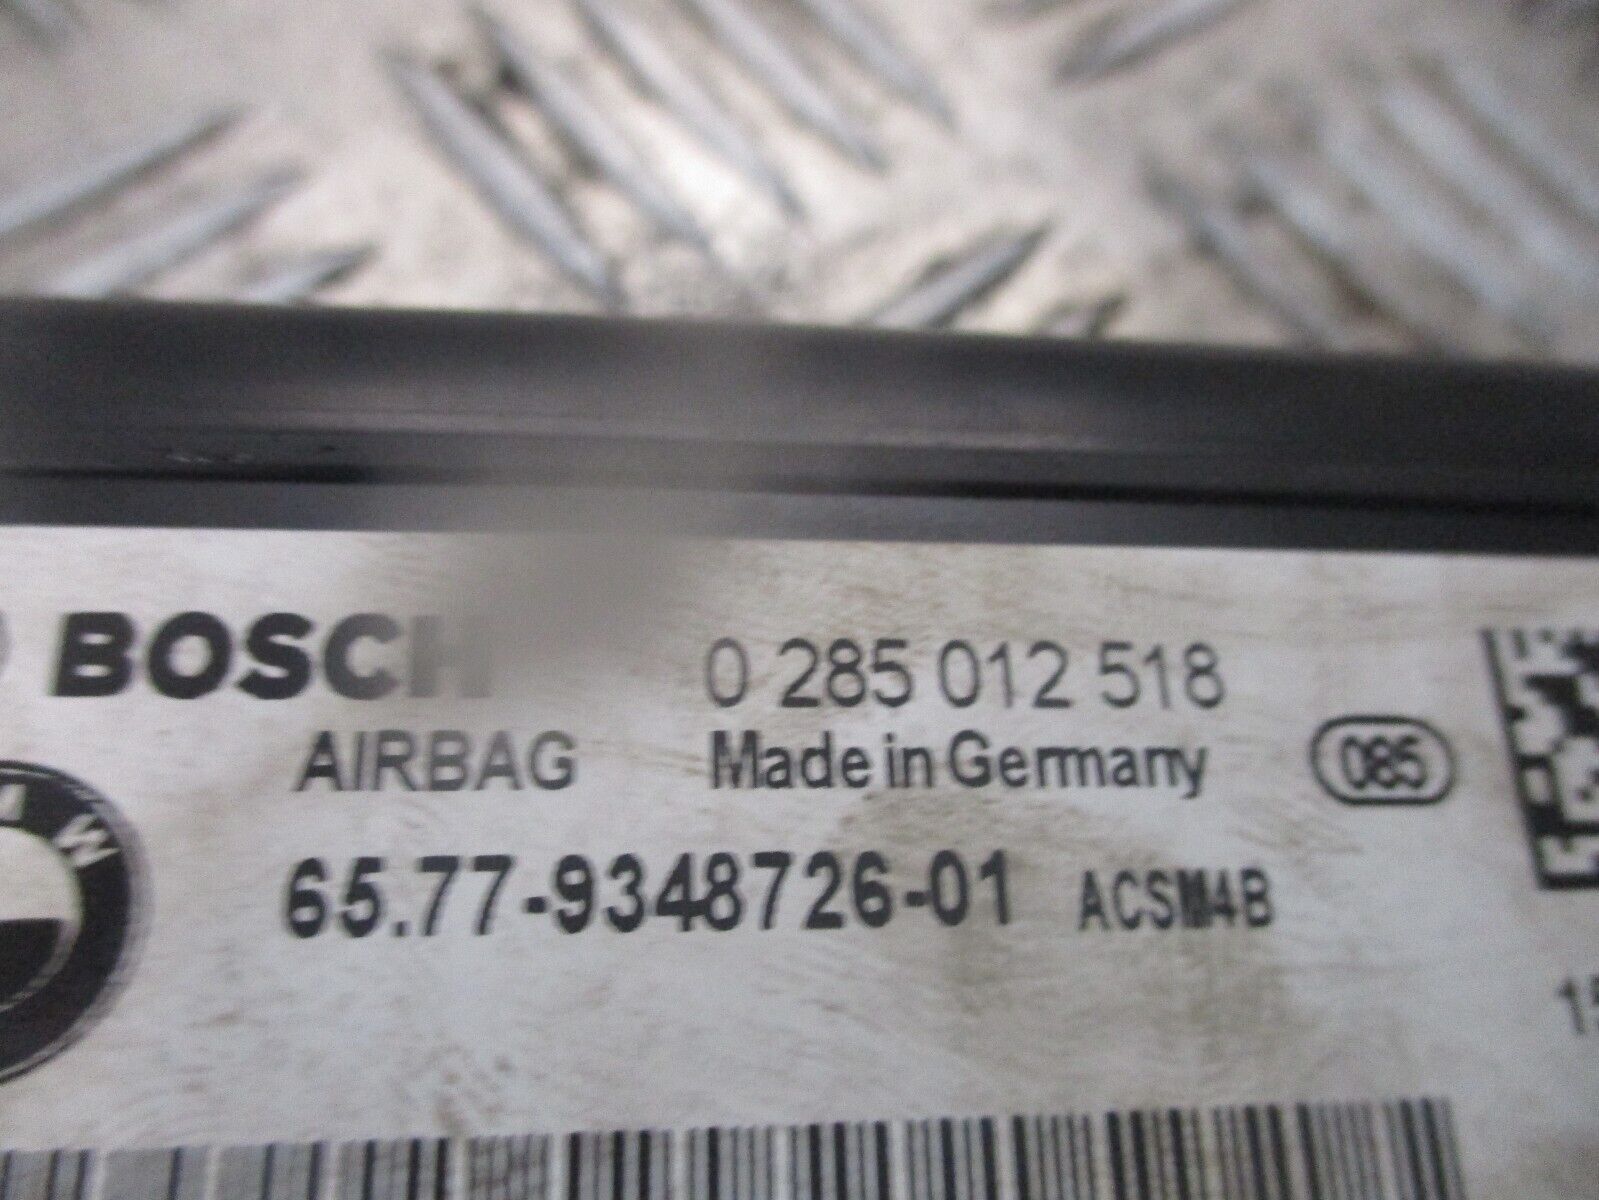 BOSCH 0 285 012 518
AIRBAG Made in Germany 085
65.77-9348726-01 ACSM4B